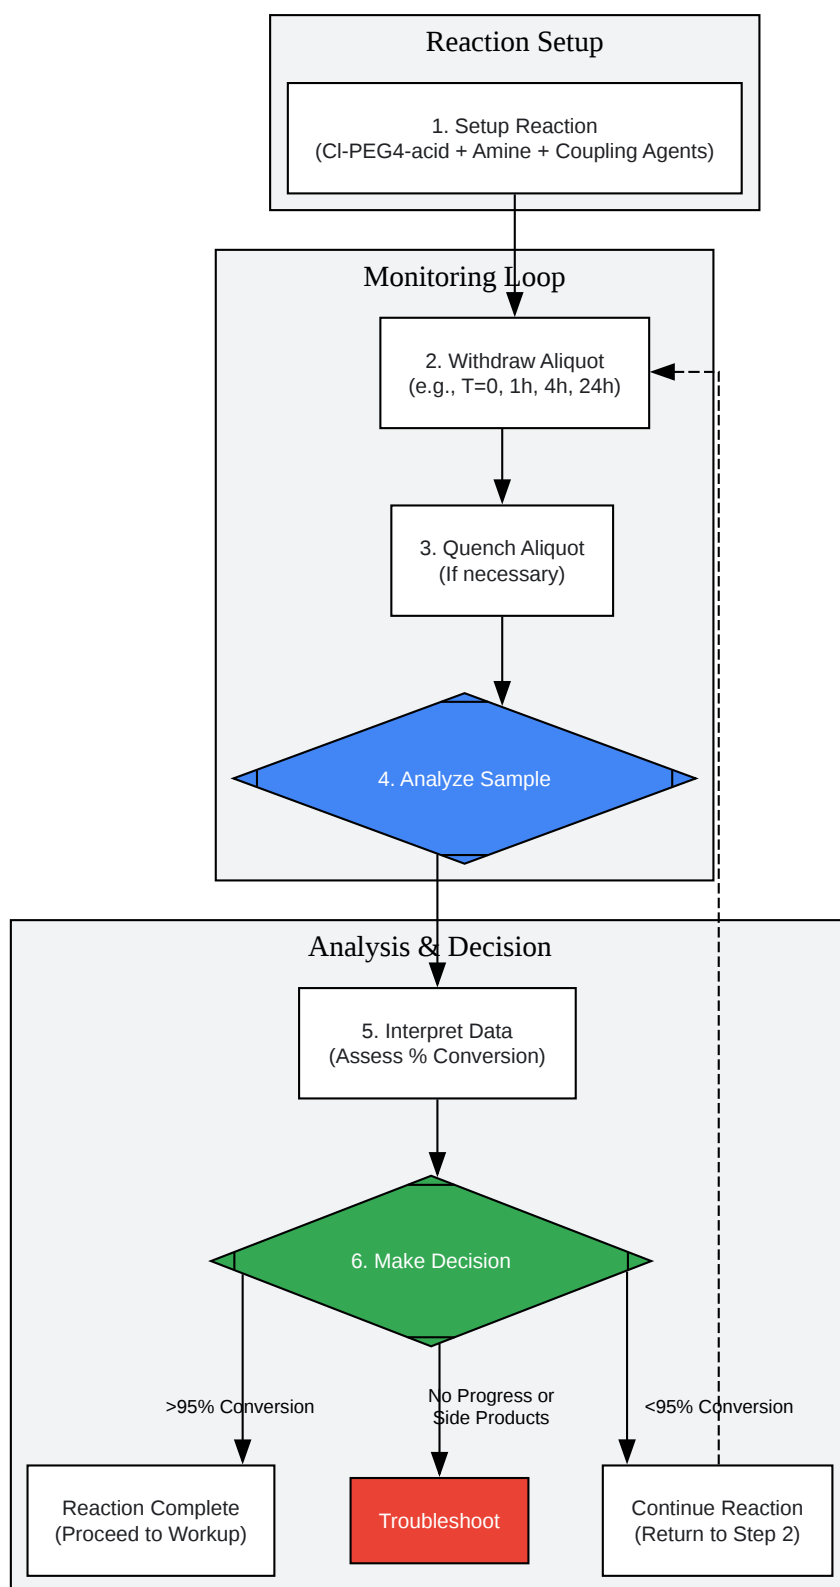 Reaction Setup
1. Setup Reaction
(Cl-PEG4-acid + Amine + Coupling Agents)
Monitoring Loop
2. Withdraw Aliquot
(e.g., T=0, 1h, 4h, 24h)
3. Quench Aliquot
(If necessary)
4. Analyze Sample
Analysis & Decision
5. Interpret Data
(Assess % Conversion)
6. Make Decision
>95% Conversion
No Progress or
Side Products
<95% Conversion
Reaction Complete
(Proceed to Workup)
Troubleshoot
Continue Reaction
(Return to Step 2)